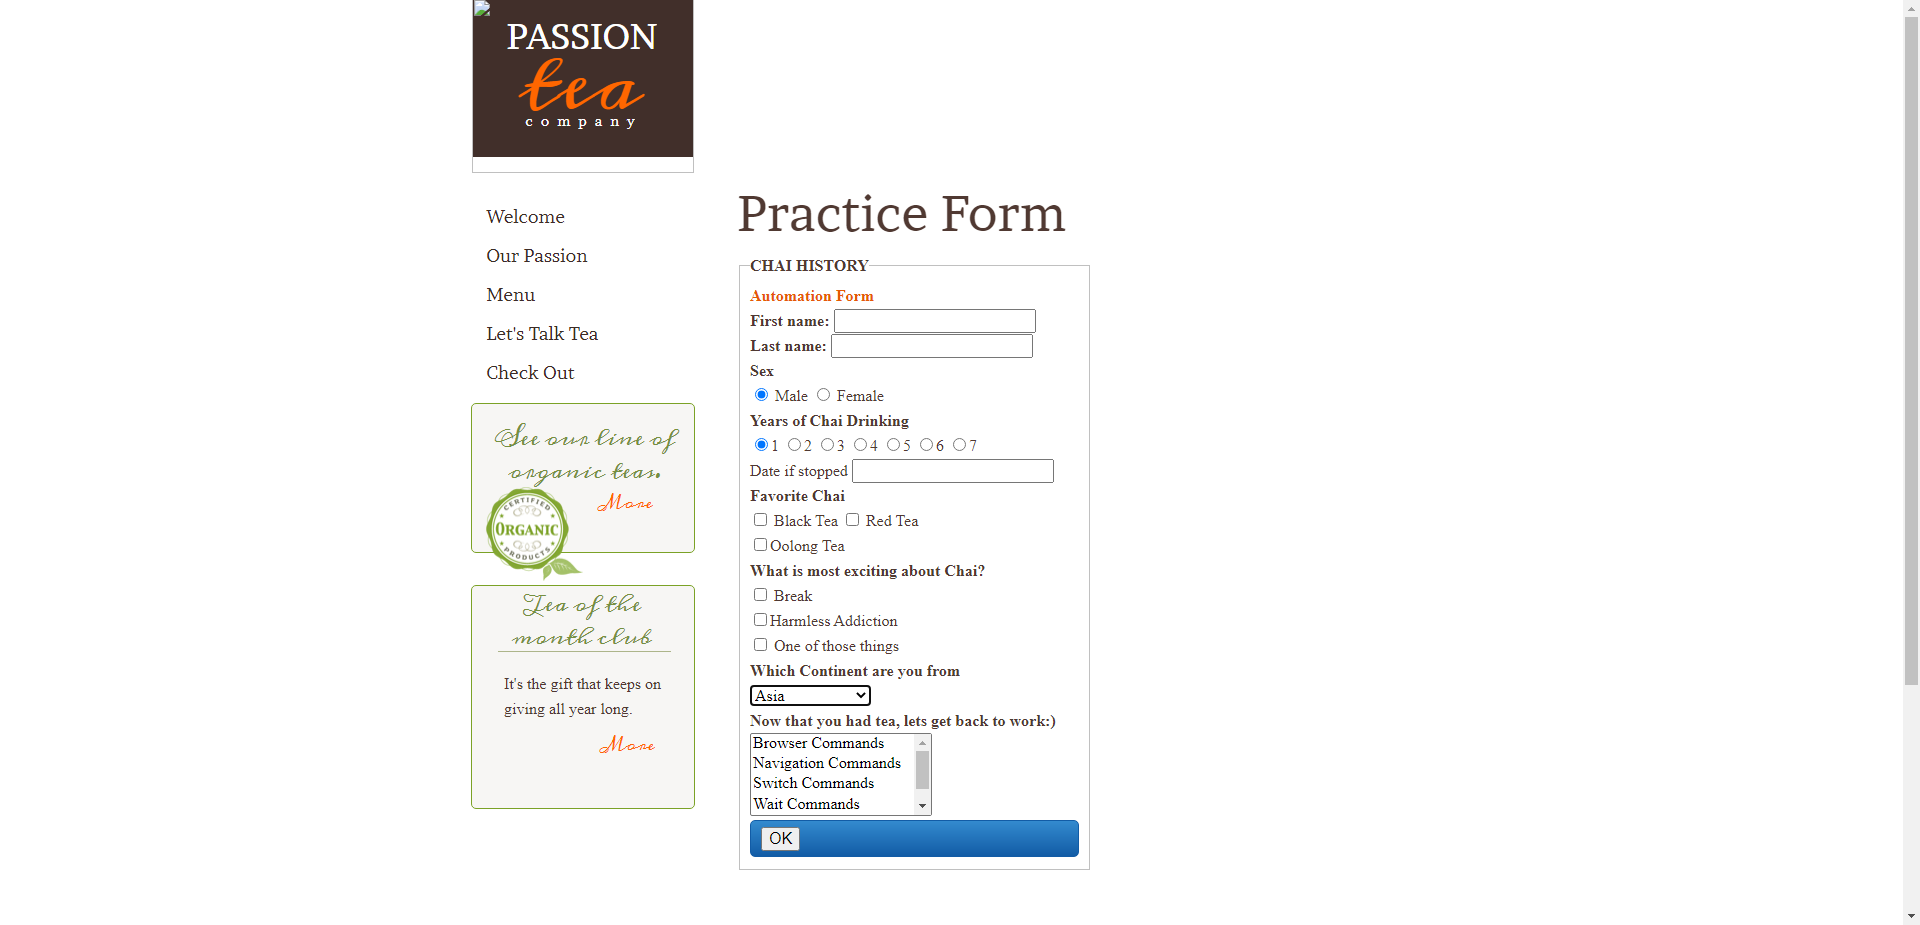 PASSION
tea
company
Welcome
Our Passion
Menu
Let's Talk Tea
Check Out
See our line of
organic teas.
More
CERTIFIED
ORGANIC
PRODUCTS
Tea of the
month club
It's the gift that keeps on
giving all year long.
More
Practice Form
CHAI HISTORY
Automation Form
First name:
Last name:
Sex
Male Female
Years of Chai Drinking
1 2 3 4 5 6 7
Date if stopped
Favorite Chai
Black Tea Red Tea
Oolong Tea
What is most exciting about Chai?
Break
Harmless Addiction
One of those things
Which Continent are you from
Asia
Now that you had tea, lets get back to work:)
Browser Commands
Navigation Commands
Switch Commands
Wait Commands
OK